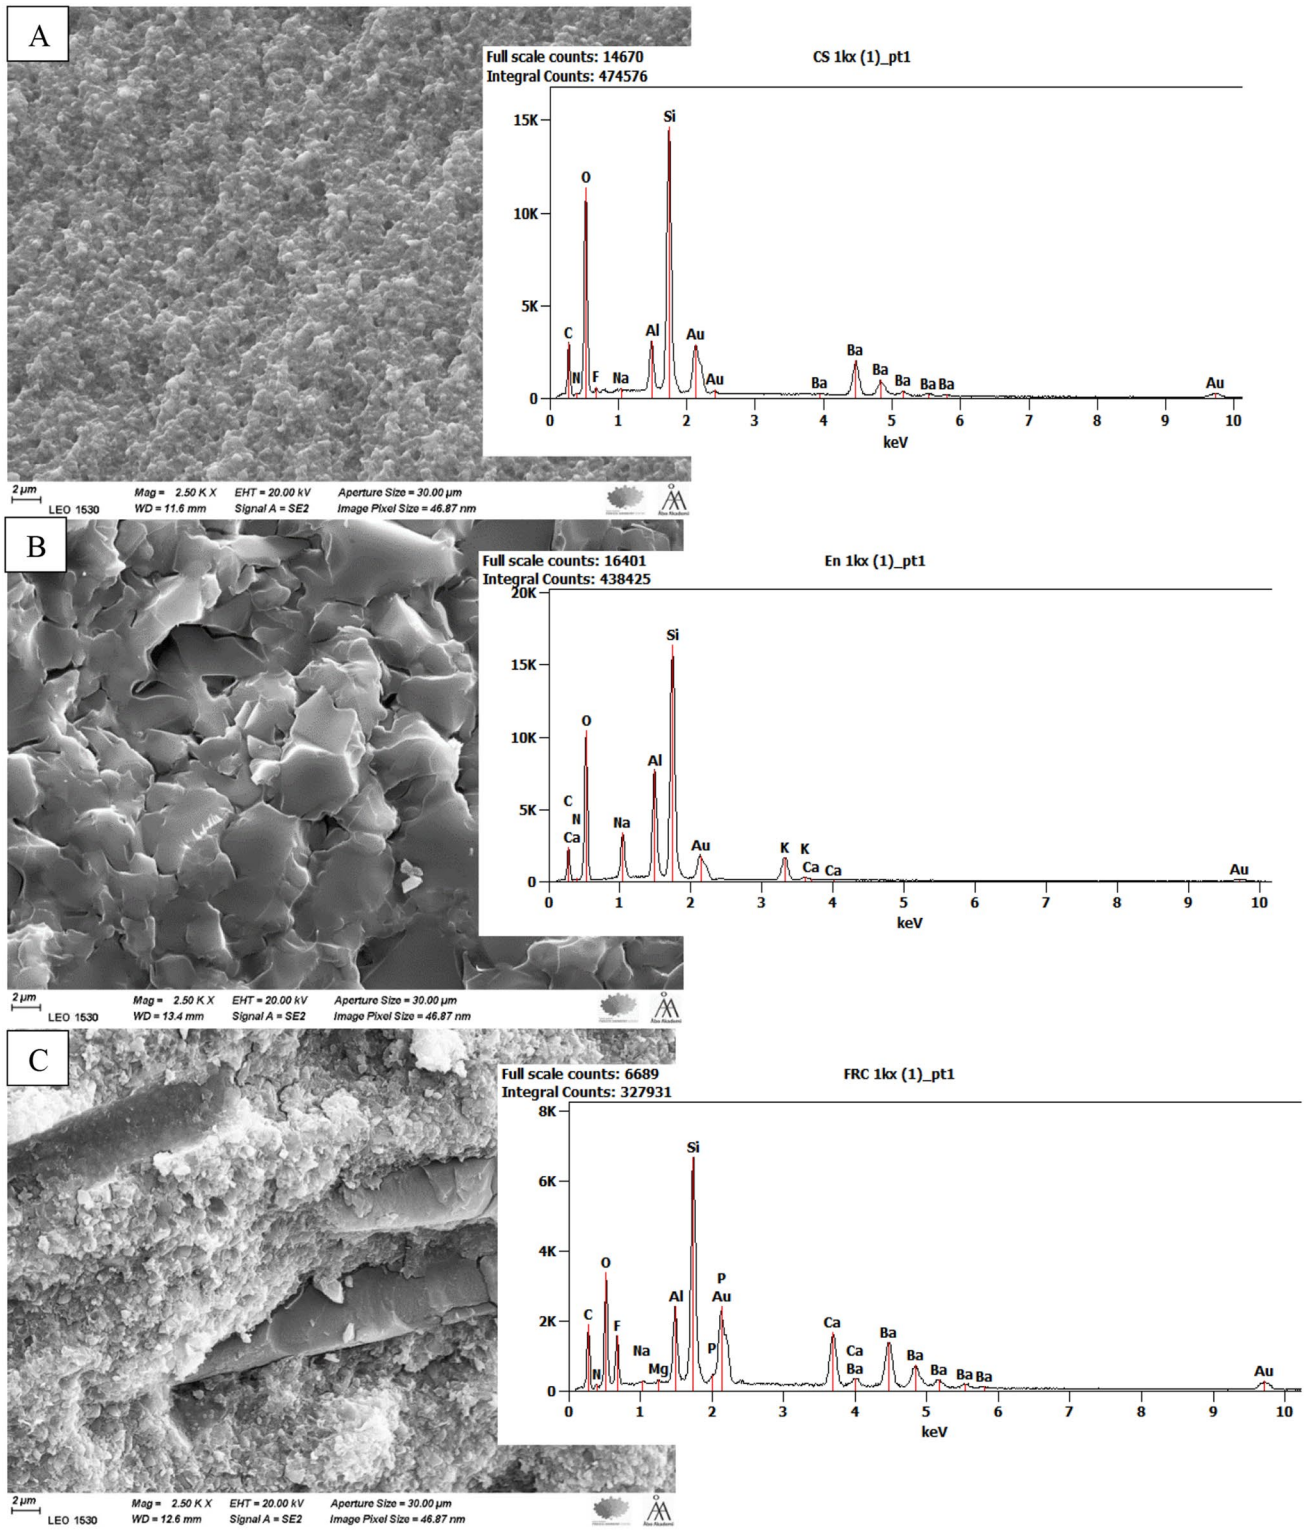 A
Full scale counts: 14670
CS 1kx (1)_pt1
Integral Counts: 474576
15K
10K
5K
0
Si
O
C
N
F
Na
Al
Au
Au
Ba
Ba
Ba
Ba
Ba
Ba
Au
0 1 2 3 4 5 6 7 8 9 10
keV
2 µm
LEO 1530
Mag = 2.50 K X EHT = 20.00 kV Aperture Size = 30.00 µm
WD = 11.6 mm Signal A = SE2 Image Pixel Size = 46.87 nm
Åbo Akademi
B
Full scale counts: 16401
En 1kx (1)_pt1
Integral Counts: 438425
20K
15K
10K
5K
0
Si
O
C
N
Ca
Na
Al
Au
K
K
Ca
Ca
Au
0 1 2 3 4 5 6 7 8 9 10
keV
2 µm
LEO 1530
Mag = 2.50 K X EHT = 20.00 kV Aperture Size = 30.00 µm
WD = 13.4 mm Signal A = SE2 Image Pixel Size = 46.87 nm
Åbo Akademi
C
Full scale counts: 6689
FRC 1kx (1)_pt1
Integral Counts: 327931
8K
6K
4K
2K
0
Si
O
C
N
F
Na
Mg
Al
P
P
Au
Ca
Ca
Ba
Ba
Ba
Ba
Ba
Ba
Au
0 1 2 3 4 5 6 7 8 9 10
keV
2 µm
LEO 1530
Mag = 2.50 K X EHT = 20.00 kV Aperture Size = 30.00 µm
WD = 12.6 mm Signal A = SE2 Image Pixel Size = 46.87 nm
Åbo Akademi